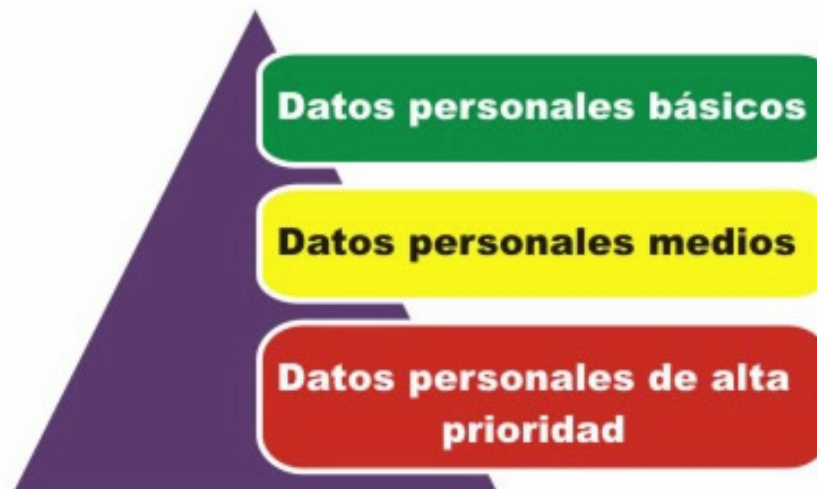 Datos personales básicos
Datos personales medios
Datos personales de alta
prioridad